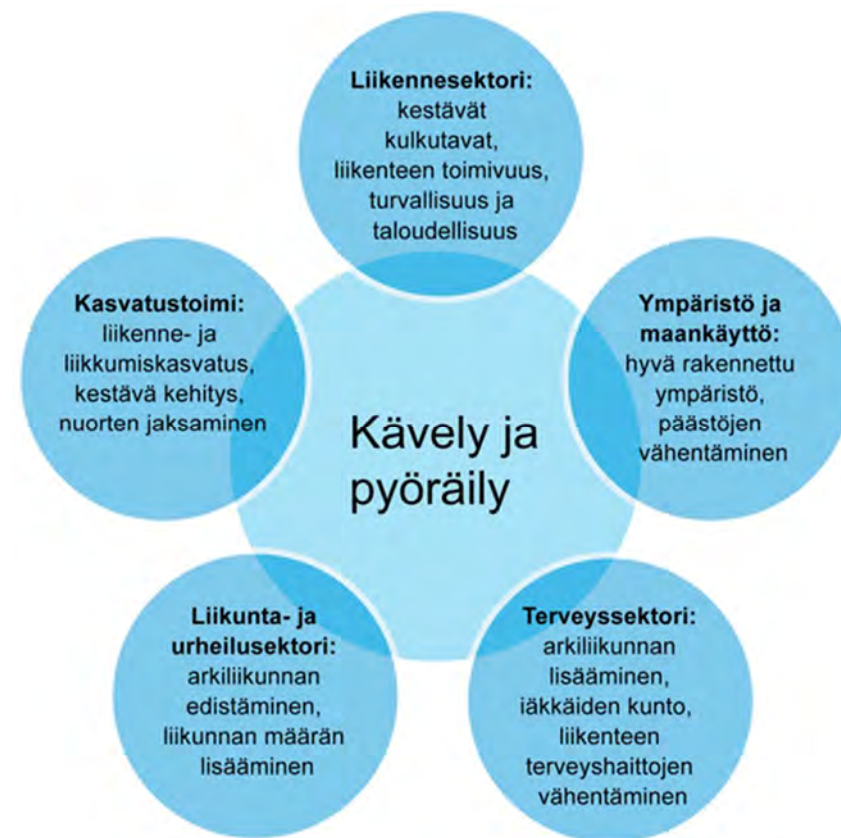 Liikennesektori:
kestävät
kulkutavat,
liikenteen toimivuus,
turvallisuus ja
taloudellisuus
Kasvatustoimi:
liikenne- ja
liikkumiskasvatus,
kestävä kehitys,
nuorten jaksaminen
Ympäristö ja
maankäyttö:
hyvä rakennettu
ympäristö,
päästöjen
vähentäminen
Kävely ja
pyöräily
Liikunta- ja
urheilusektori:
arkiliikunnan
edistäminen,
liikunnan määrän
lisääminen
Terveyssektori:
arkiliikunnan
lisääminen,
iäkkäiden kunto,
liikenteen
terveyshaittojen
vähentäminen